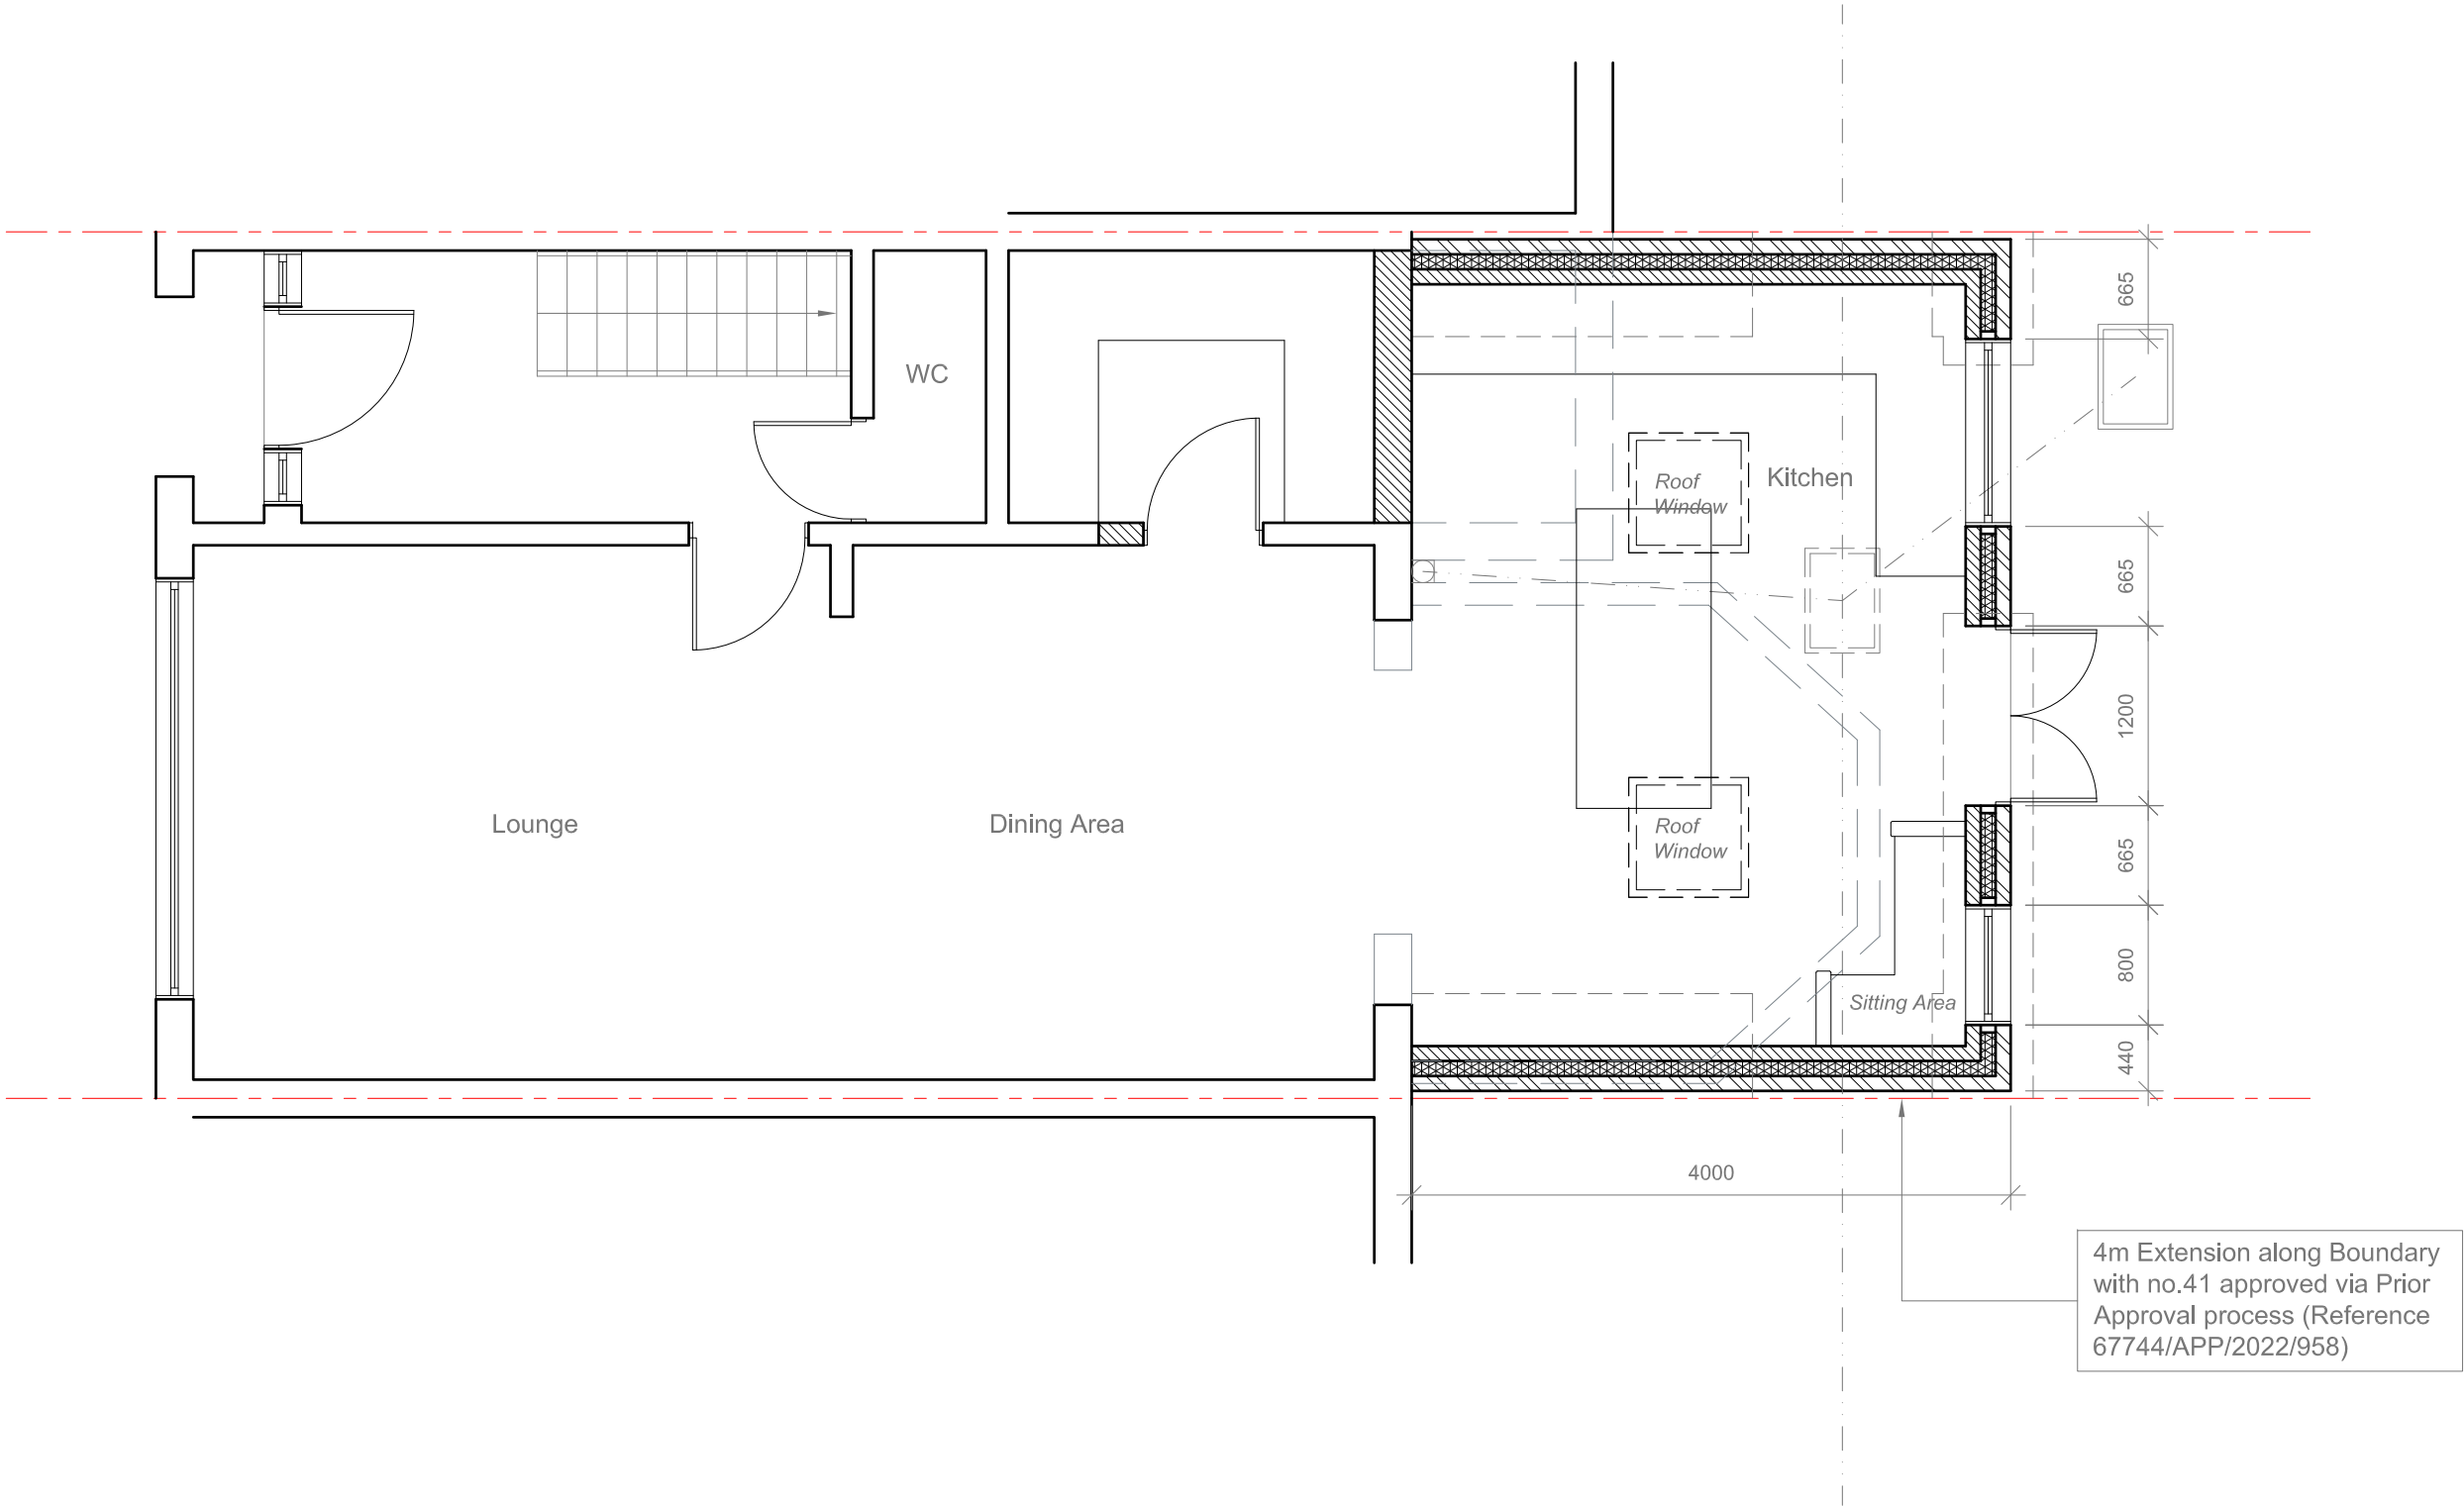 665
WC
Roof
Window
Kitchen
665
1200
Lounge
Dining Area
Roof
Window
665
800
Sitting Area
440
4000
4m Extension along Boundary
with no.41 approved via Prior
Approval process (Reference
67744/APP/2022/958)